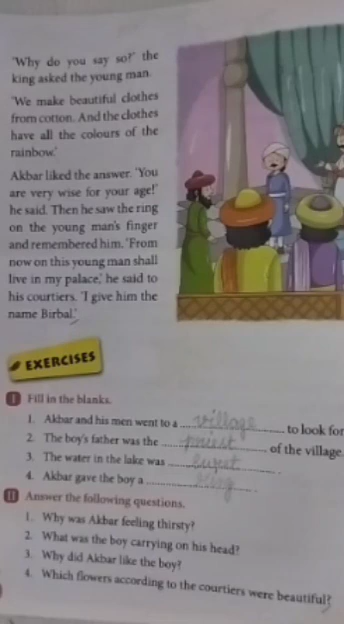 "Why do you say so?" the
king asked the young man.
'We make beautiful clothes
from cotton. And the clothes
have all the colours of the
rainbow.'
Akbar liked the answer. 'You
are very wise for your age!'
he said. Then he saw the ring
on the young man's finger
and remembered him. 'From
now on this young man shall
live in my palace,' he said to
his courtiers. 'I give him the
name Birbal.'
EXERCISES
I Fill in the blanks.
1. Akbar and his men went to a village to look for
2. The boy's father was the priest of the village.
3. The water in the lake was sweet.
4. Akbar gave the boy a
II Answer the following questions.
1. Why was Akbar feeling thirsty?
2. What was the boy carrying on his head?
3. Why did Akbar like the boy?
4. Which flowers according to the courtiers were beautiful?